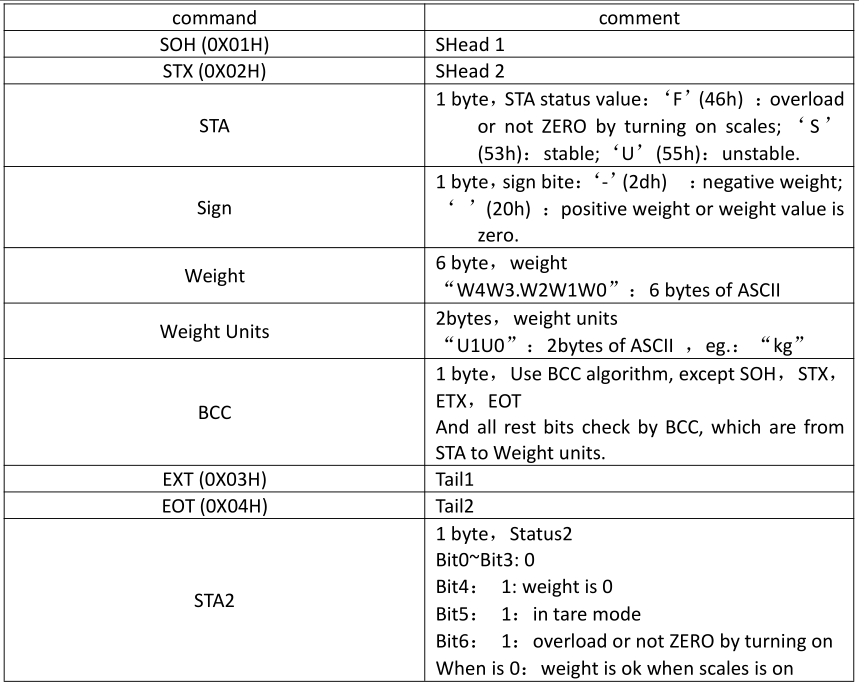 command comment
SOH (0X01H) SHead 1
STX (0X02H) SHead 2
STA
1 byte，STA status value：‘F’(46h) ：overload
or not ZERO by turning on scales; ‘S’
(53h)：stable; ‘U’(55h)：unstable.
Sign
1 byte，sign bite：‘-’(2dh) ：negative weight;
‘ ’(20h) ：positive weight or weight value is
zero.
Weight
6 byte，weight
“W4W3.W2W1W0”：6 bytes of ASCII
Weight Units
2bytes，weight units
“U1U0”：2bytes of ASCII ，eg.：“kg”
BCC
1 byte，Use BCC algorithm, except SOH，STX，
ETX，EOT
And all rest bits check by BCC, which are from
STA to Weight units.
EXT (0X03H) Tail1
EOT (0X04H) Tail2
STA2
1 byte，Status2
Bit0~Bit3: 0
Bit4： 1: weight is 0
Bit5： 1：in tare mode
Bit6： 1：overload or not ZERO by turning on
When is 0：weight is ok when scales is on